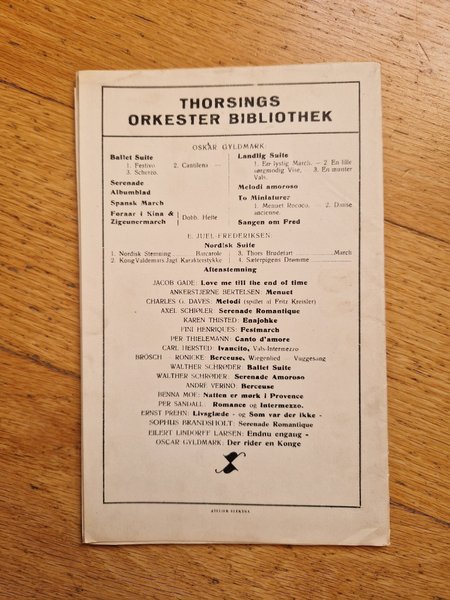 THORSINGS
ORKESTER BIBLIOTHEK
OSKAR GYLDMARK:
Ballet Suite
1. Festivo. 2. Cantilena —
3. Scherzo.
Serenade
Albumblad
Spansk March
Foraar i Kina &
Zigeunermarch
Dobb. Hefte
Landlig Suite
1. En lystig March. — 2. En lille
sørgmodig Vise. 3. En munter
Vals.
Melodi amoroso
To Miniaturer
1. Menuet Rococo. — 2. Danse
ancienne.
Sangen om Fred
E. JUEL-FREDERIKSEN:
Nordisk Suite
1. Nordisk Stemning ... Barcarole
2. Kong Valdemars Jagt Karakterstykke
3. Thors Brudefart ... March
4. Sæterpigens Drømme ...
Aftenstemning
JACOB GADE: Love me till the end of time
ANKERSTJERNE BERTELSEN: Menuet
CHARLES G. DAVES: Melodi (spillet af Fritz Kreisler)
AXEL SCHIØLER: Serenade Romantique
KAREN THISTED: Enajohke
FINI HENRIQUES: Festmarch
PER THIELEMANN: Canto d'amore
CARL HERSTED: Ivancito, Vals-Intermezzo
BRÖSCH — RONICKE: Berceuse, Wiegenlied — Vuggesang
WALTHER SCHRØDER: Ballet Suite
WALTHER SCHRØDER: Serenade Amoroso
ANDRÉ VERINO: Berceuse
BENNA MOE: Natten er mørk i Provence
PER SANDALL: Romance og Intermezzo.
ERNST PREHN: Livsglæde - og Som var der ikke -
SOPHUS BRANDSHOLT: Serenade Romantique
EILERT LINDORFF LARSEN: Endnu engang -
OSCAR GYLDMARK: Der rider en Konge